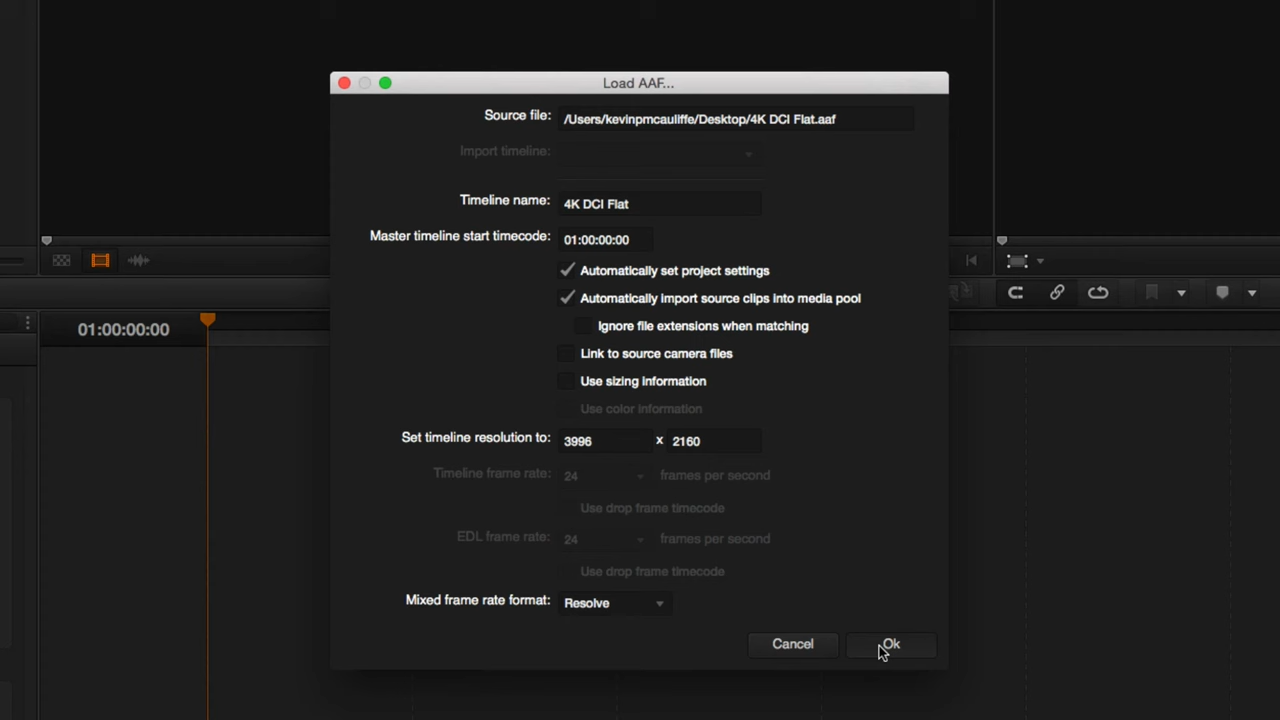 Load AAF...
Source file: /Users/kevinpmcauliffe/Desktop/4K DCI Flat.aaf
Import timeline:
Timeline name: 4K DCI Flat
Master timeline start timecode: 01:00:00:00
Automatically set project settings
Automatically import source clips into media pool
01:00:00:00
Ignore file extensions when matching
Link to source camera files
Use sizing information
Use color information
Set timeline resolution to: 3996 x 2160
Timeline frame rate: 24 frames per second
Use drop frame timecode
EDL frame rate: 24 frames per second
Use drop frame timecode
Mixed frame rate format: Resolve
Cancel Ok